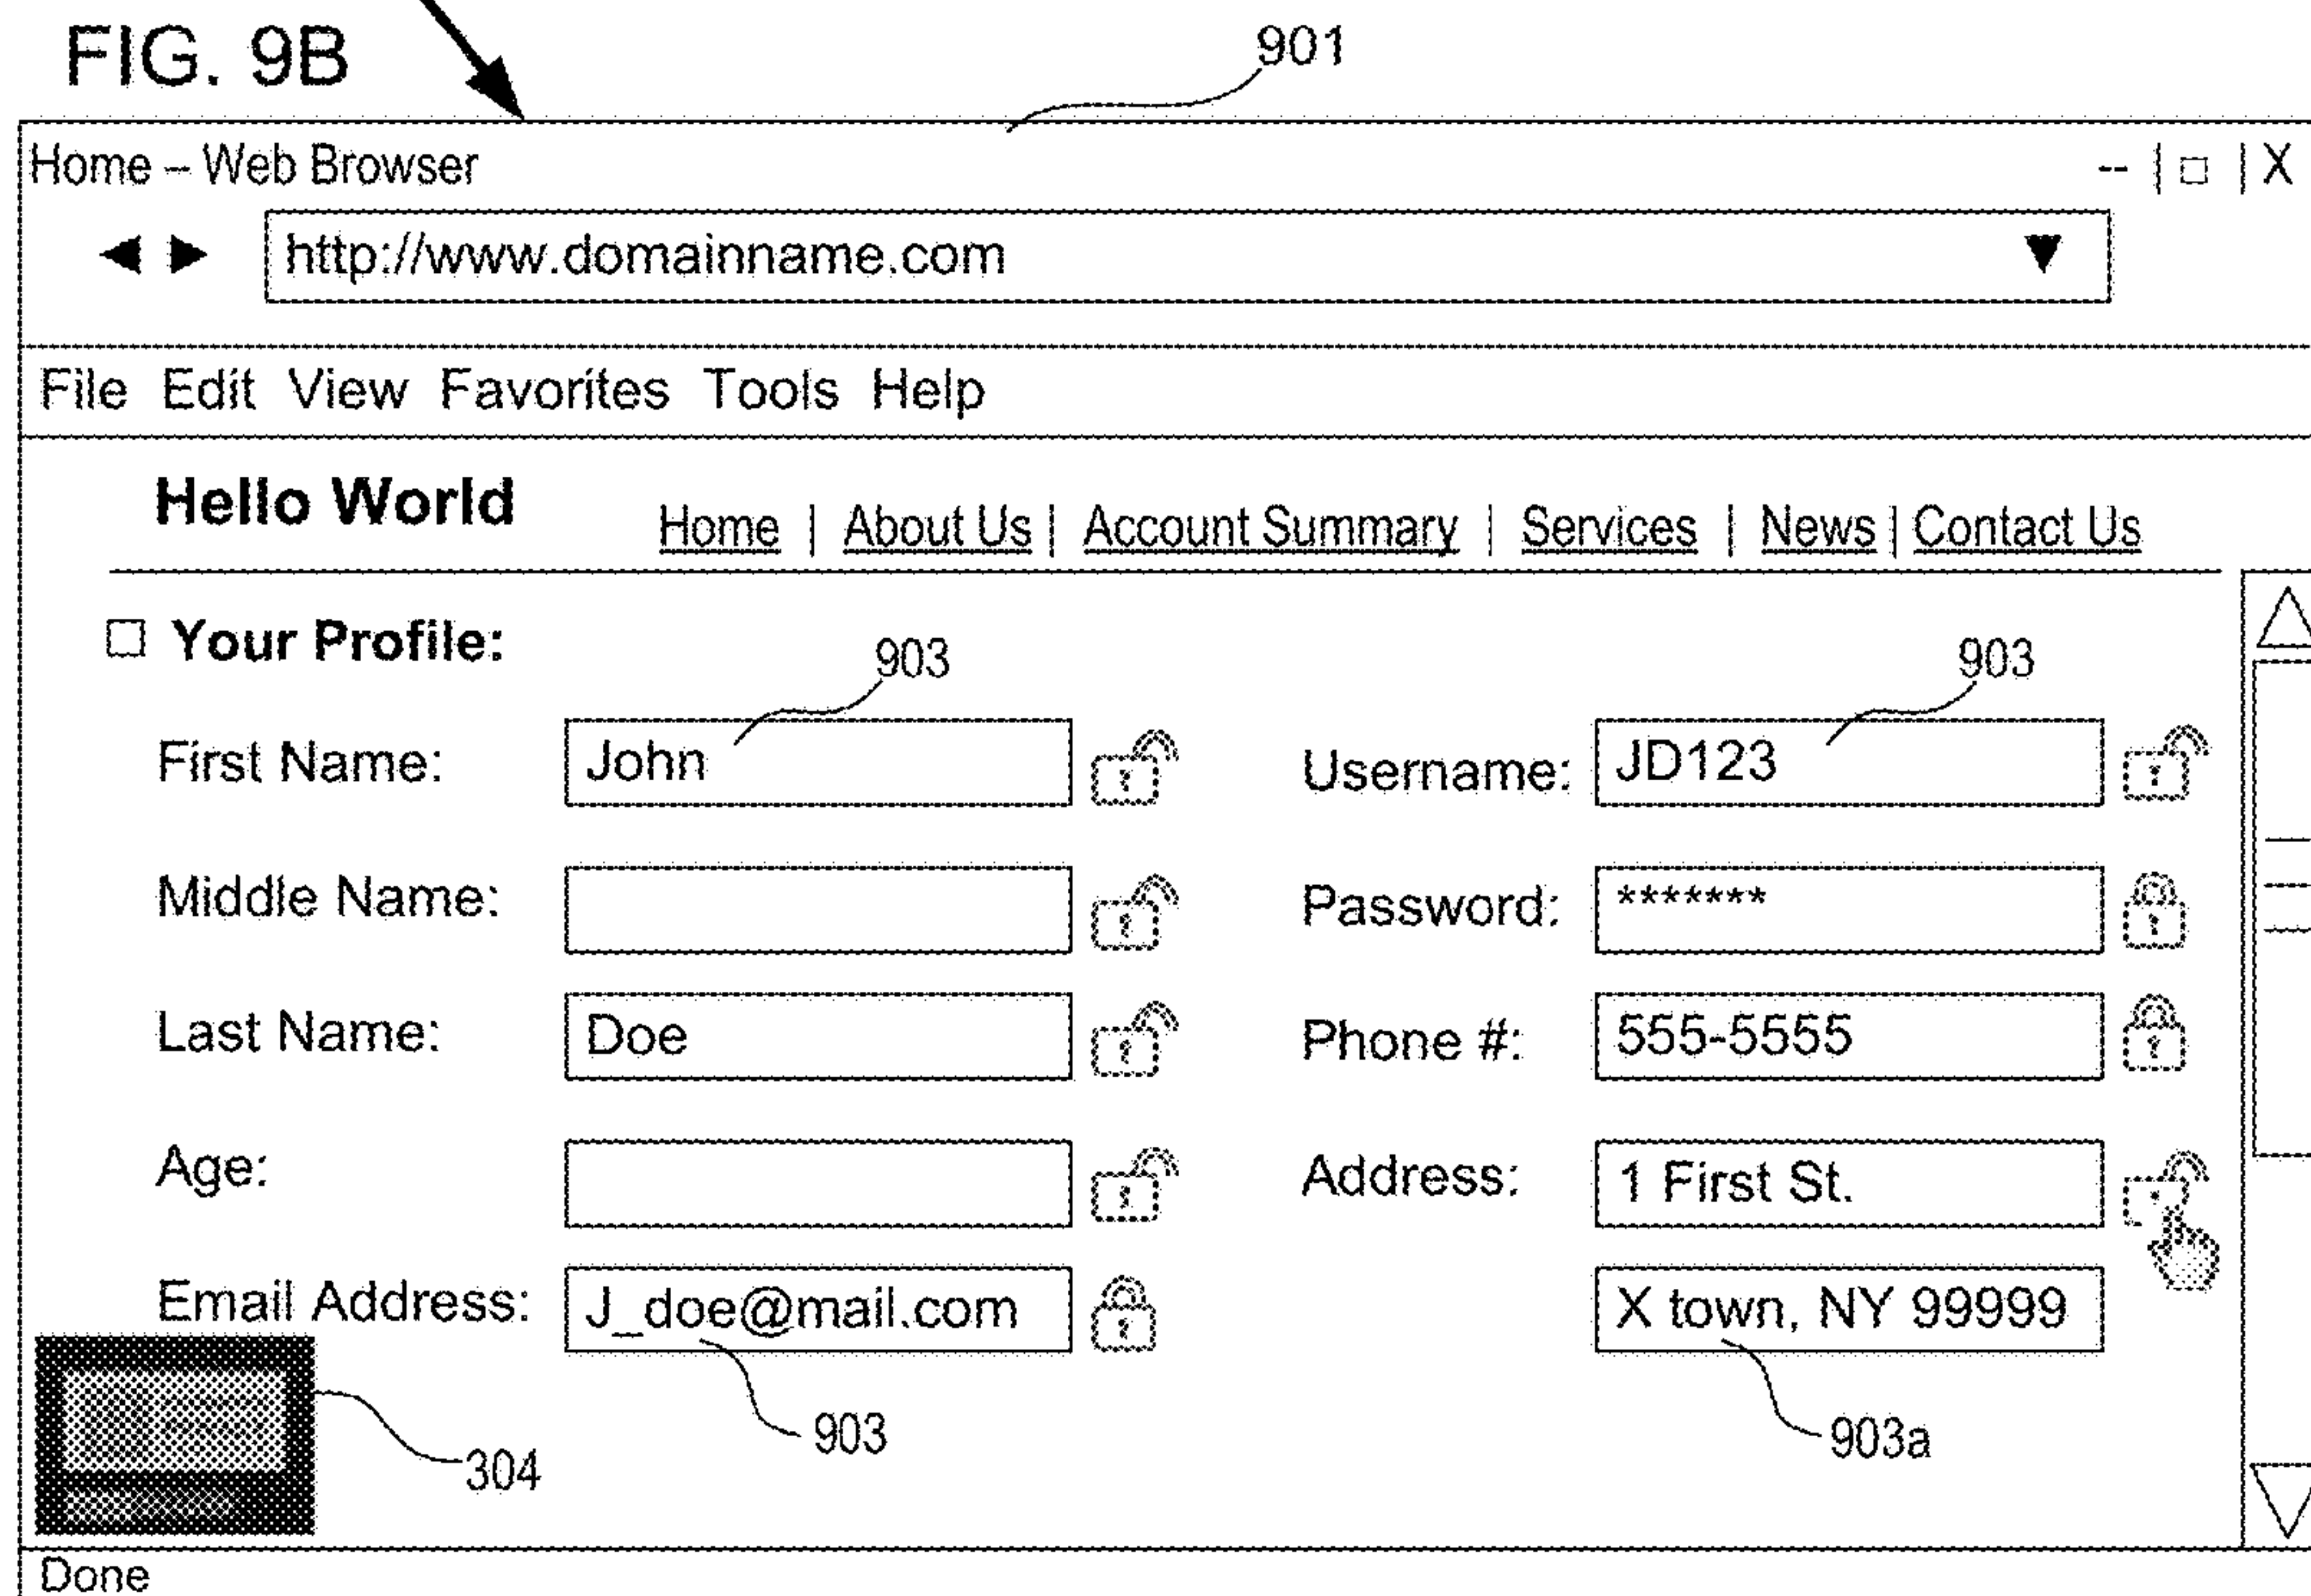 FIG. 9B
901
Home – Web Browser -- | □ | X
http://www.domainname.com
File Edit View Favorites Tools Help
Hello World Home | About Us | Account Summary | Services | News | Contact Us
Your Profile:
903 903
First Name: John Username: JD123
Middle Name: Password: *******
Last Name: Doe Phone #: 555-5555
Age: Address: 1 First St.
Email Address: J_doe@mail.com X town, NY 99999
304 903 903a
Done